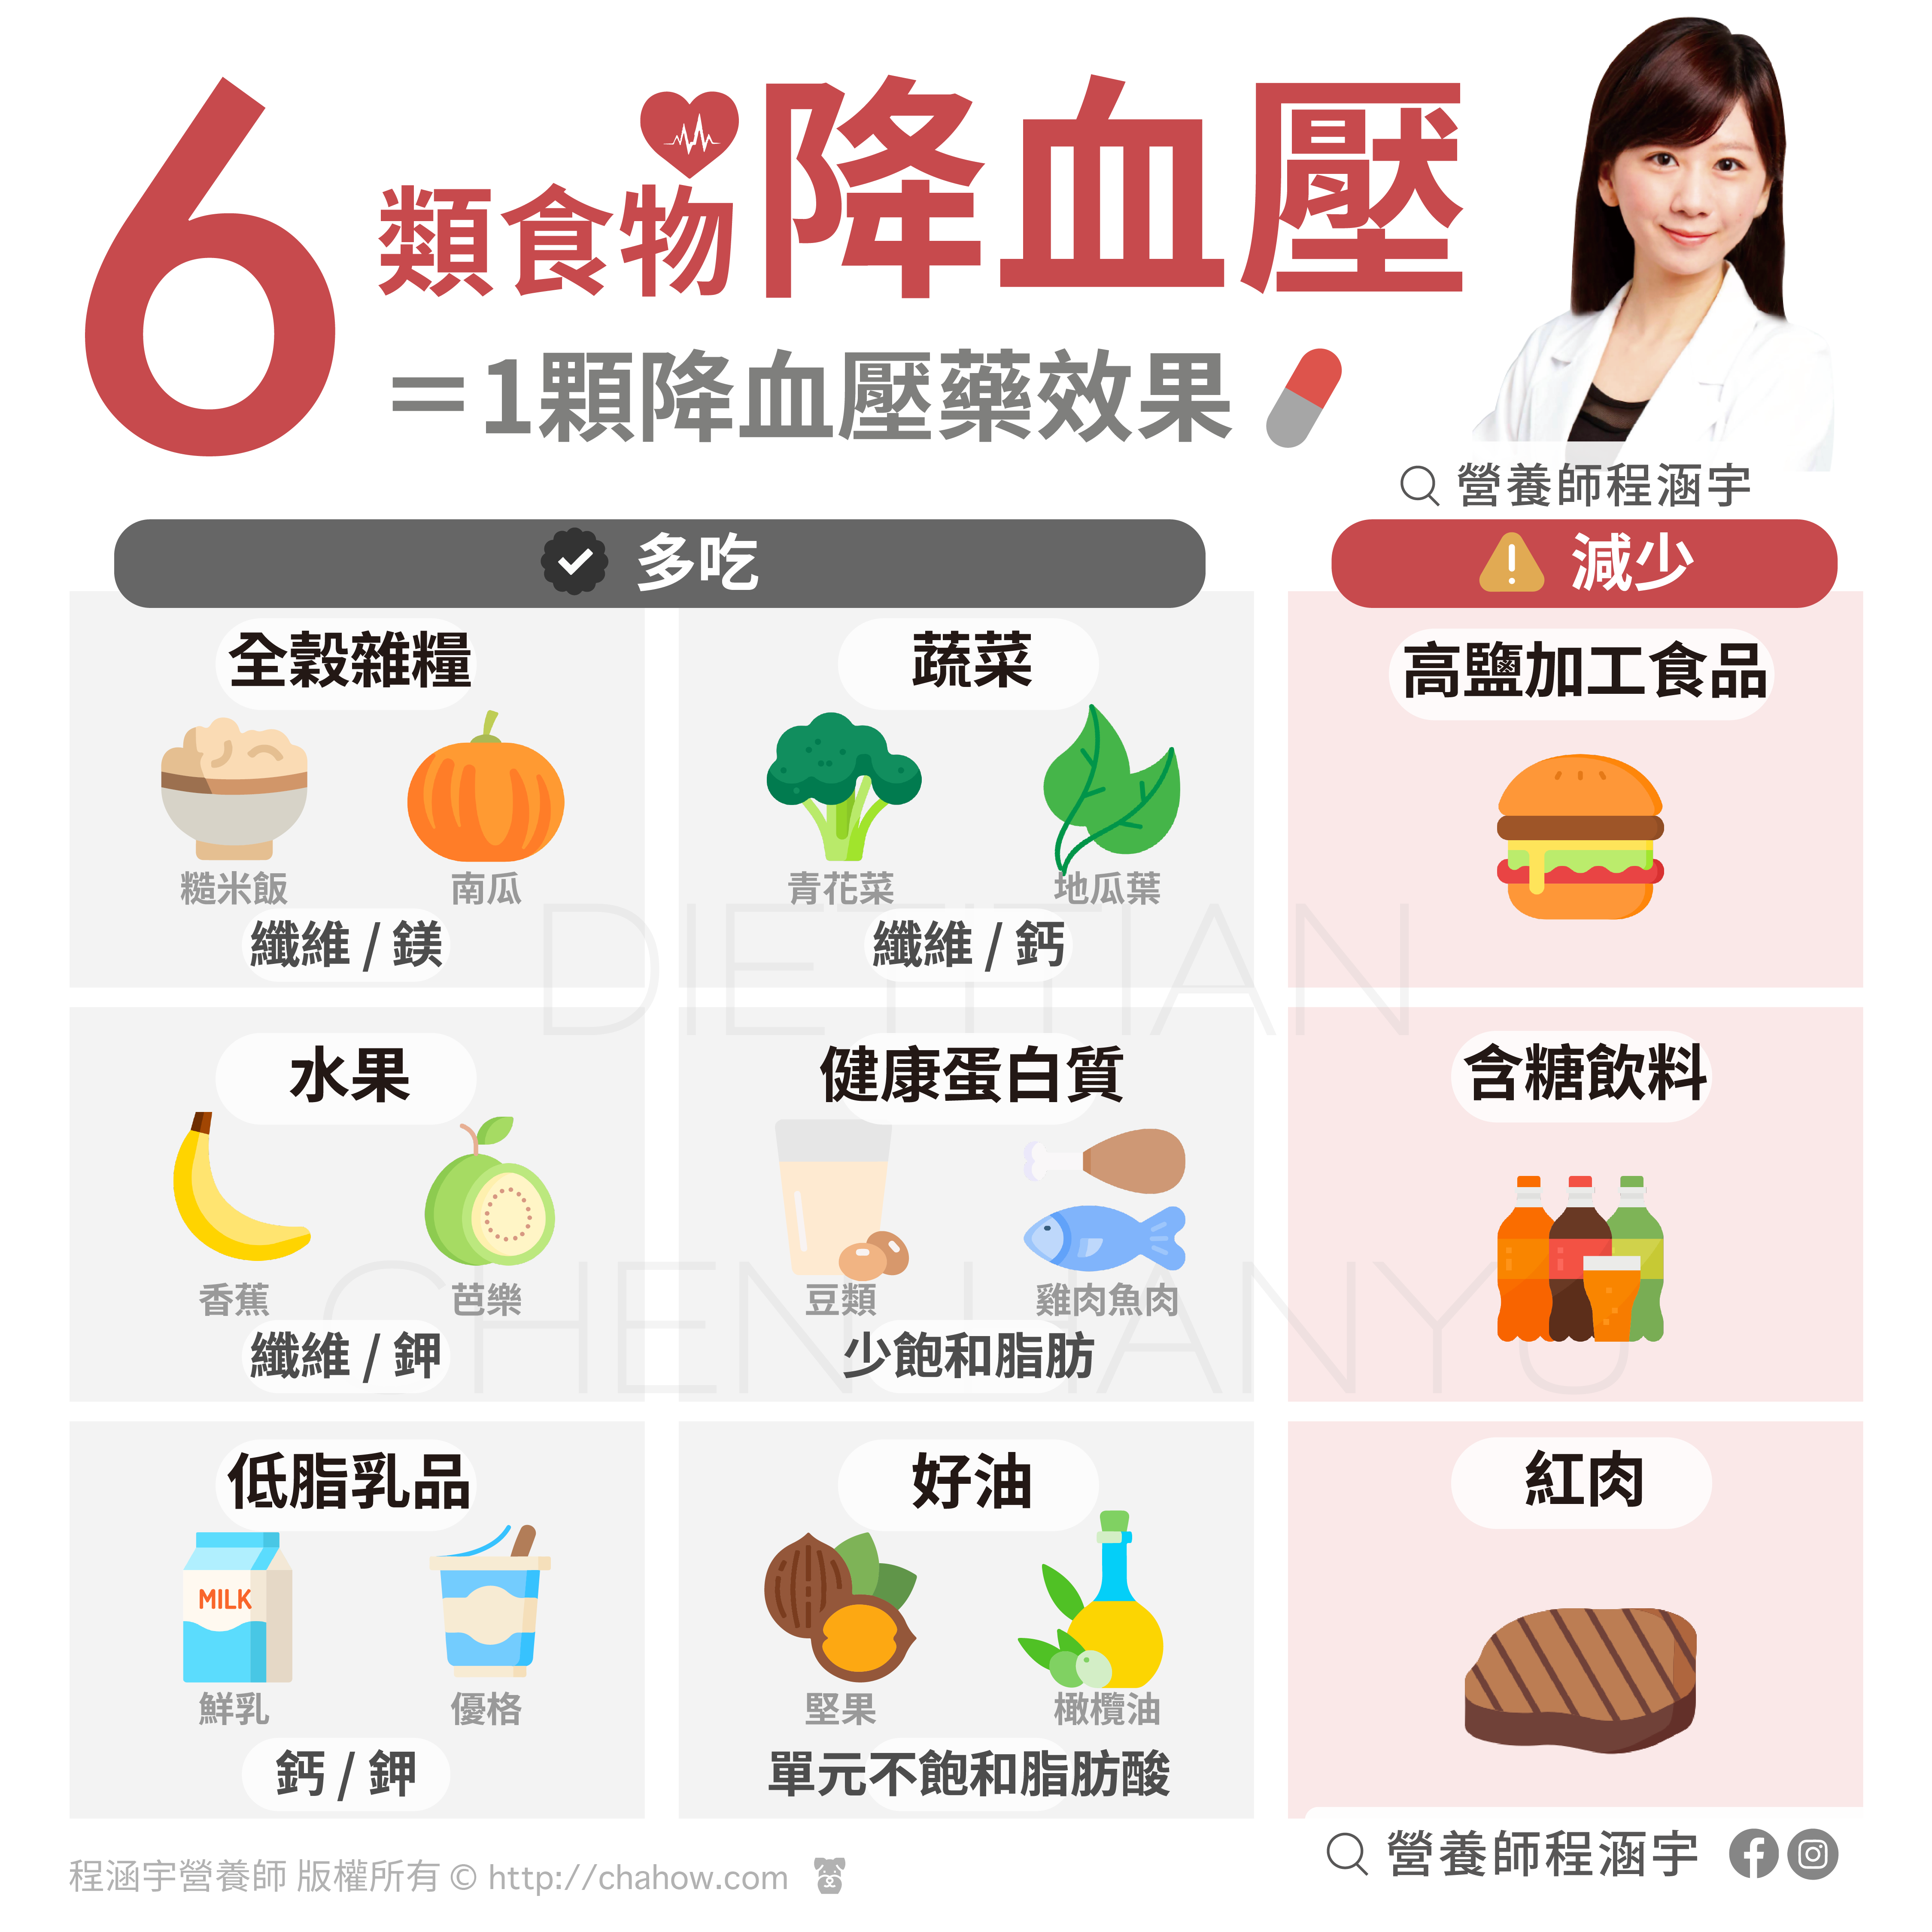 6類食物降血壓
=1顆降血壓藥效果
營養師程涵宇
多吃
減少
全穀雜糧
糙米飯
南瓜
纖維 / 鎂
蔬菜
青花菜
地瓜葉
纖維 / 鈣
高鹽加工食品
水果
香蕉
芭樂
纖維 / 鉀
健康蛋白質
豆類
雞肉魚肉
少飽和脂肪
含糖飲料
低脂乳品
MILK
鮮乳
優格
鈣 / 鉀
好油
堅果
橄欖油
單元不飽和脂肪酸
紅肉
DIETITIAN
CHEN HANYU
程涵宇營養師 版權所有 © http://chahow.com
營養師程涵宇